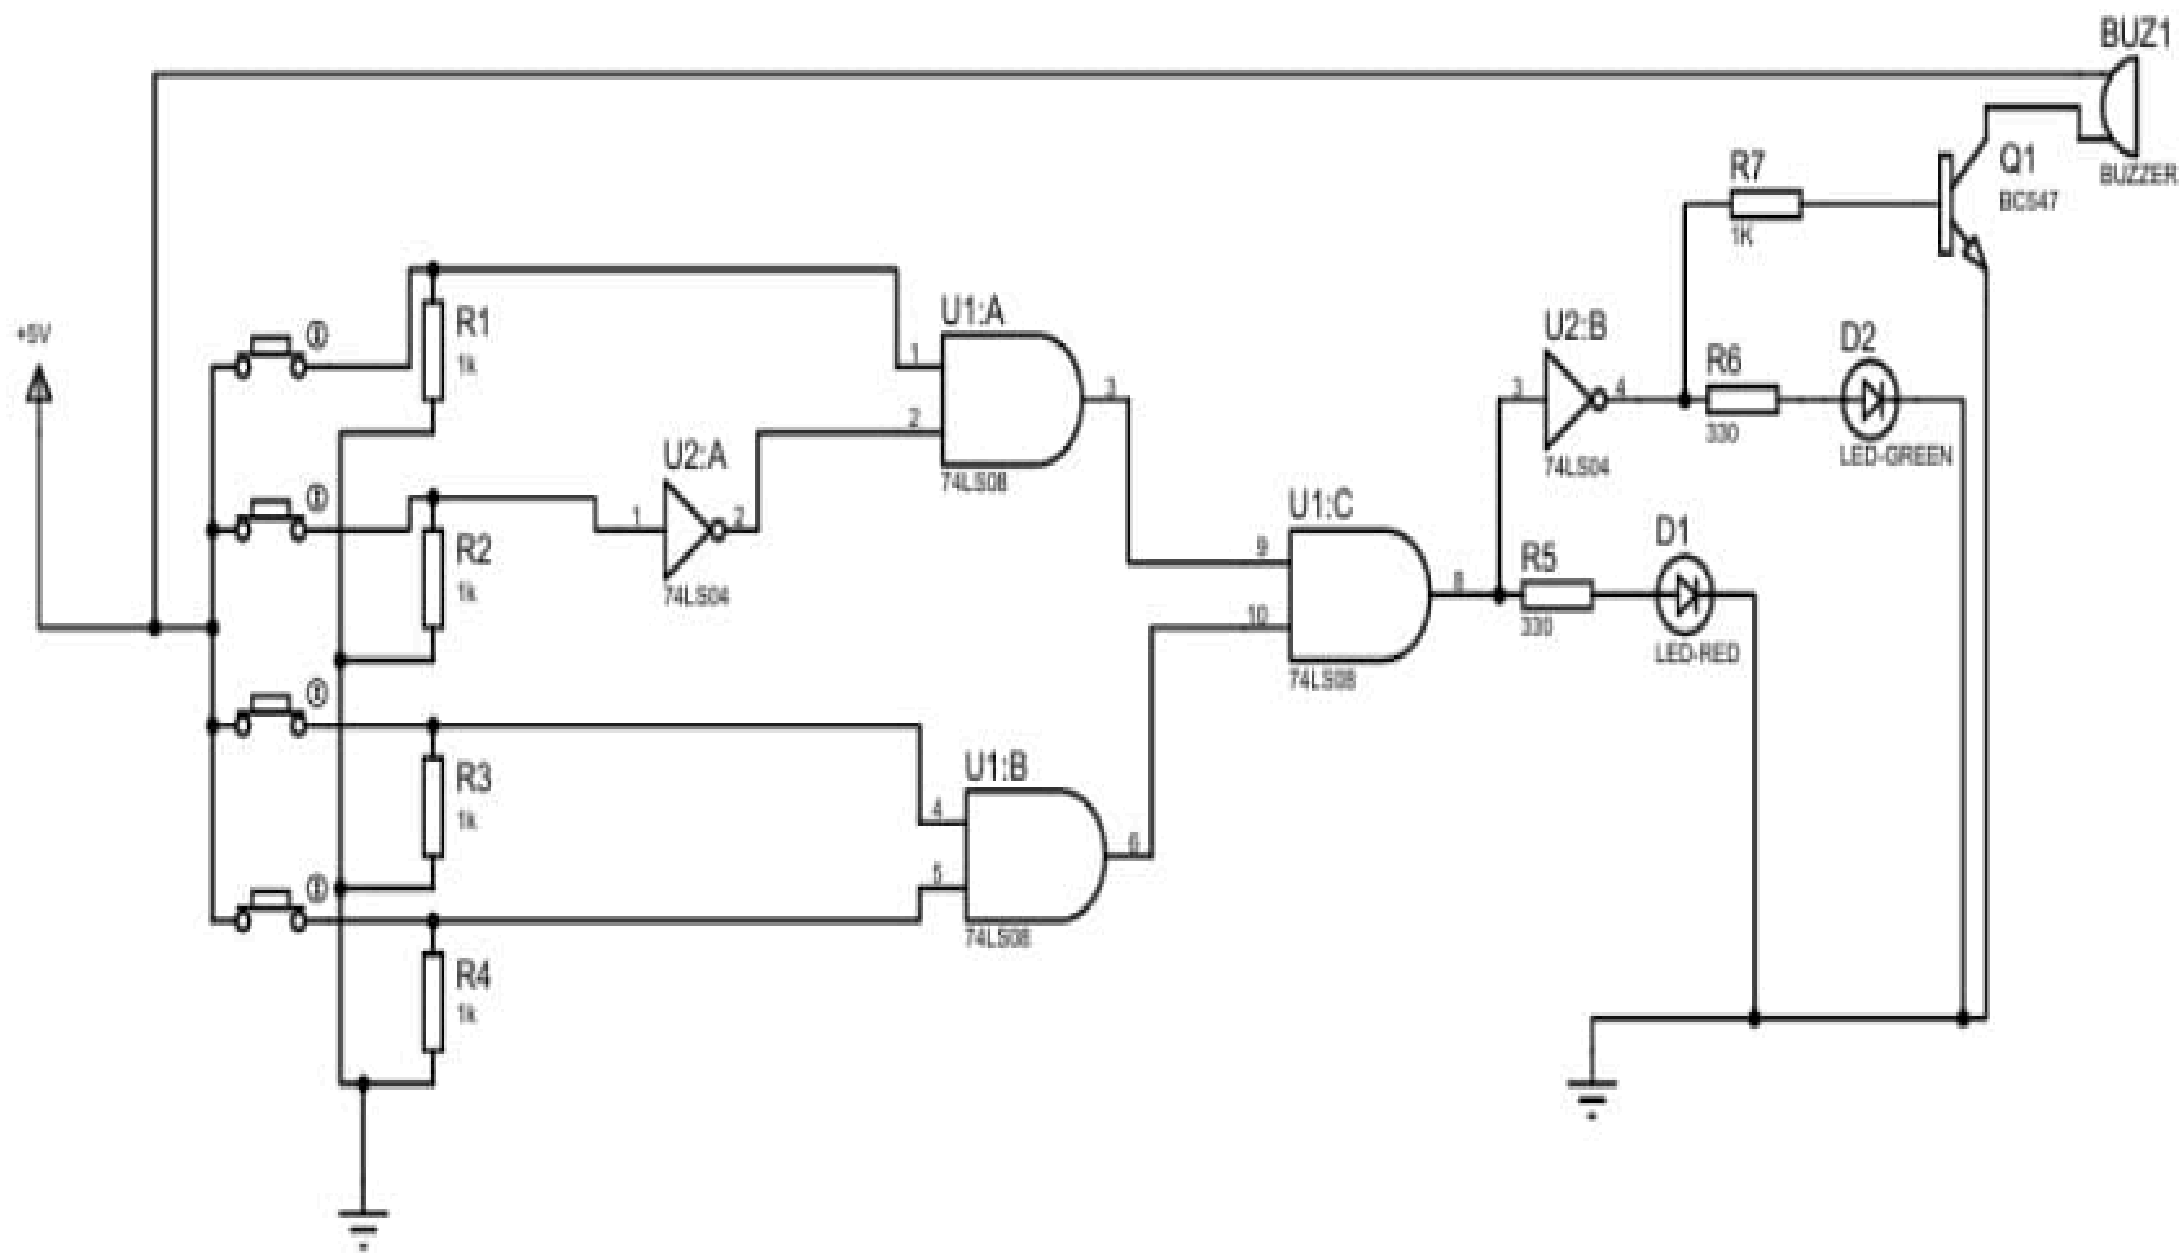 BUZ1
BUZZER
R7
1K
Q1
BC547
+5V
R1
1k
U1:A
1
2
3
74LS08
U2:B
3
4
74LS04
R6
330
D2
LED-GREEN
U2:A
1
2
74LS04
R2
1k
U1:C
9
10
8
74LS08
R5
330
D1
LED-RED
R3
1k
U1:B
4
5
6
74LS08
R4
1k